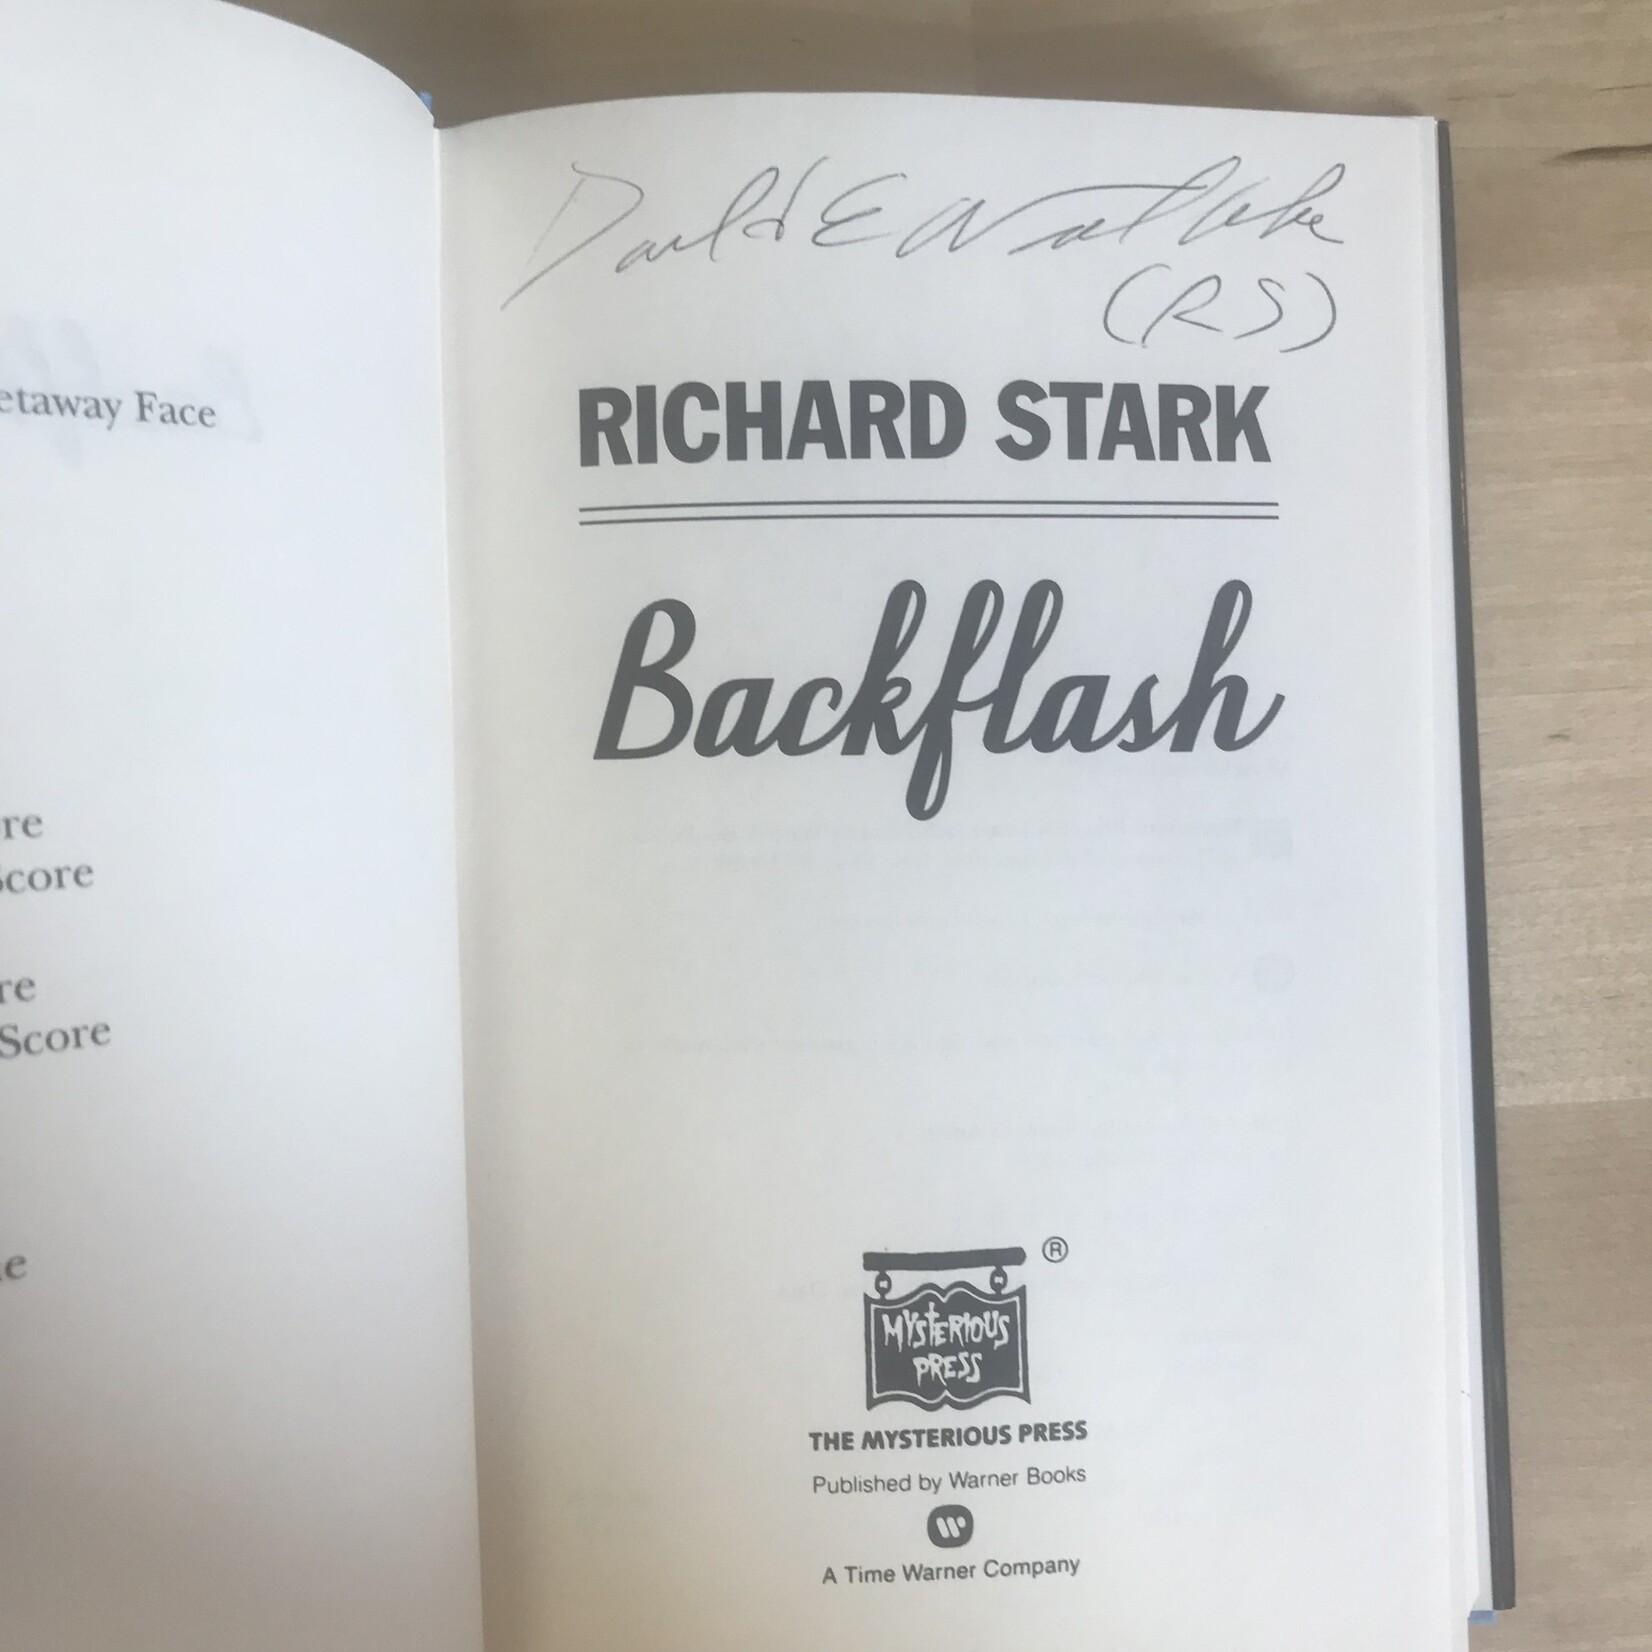 etaway Face
re
Score
re
Score
Donald E Westlake
(RS)
RICHARD STARK
Backflash
MYSTERIOUS
PRESS
®
THE MYSTERIOUS PRESS
Published by Warner Books
A Time Warner Company